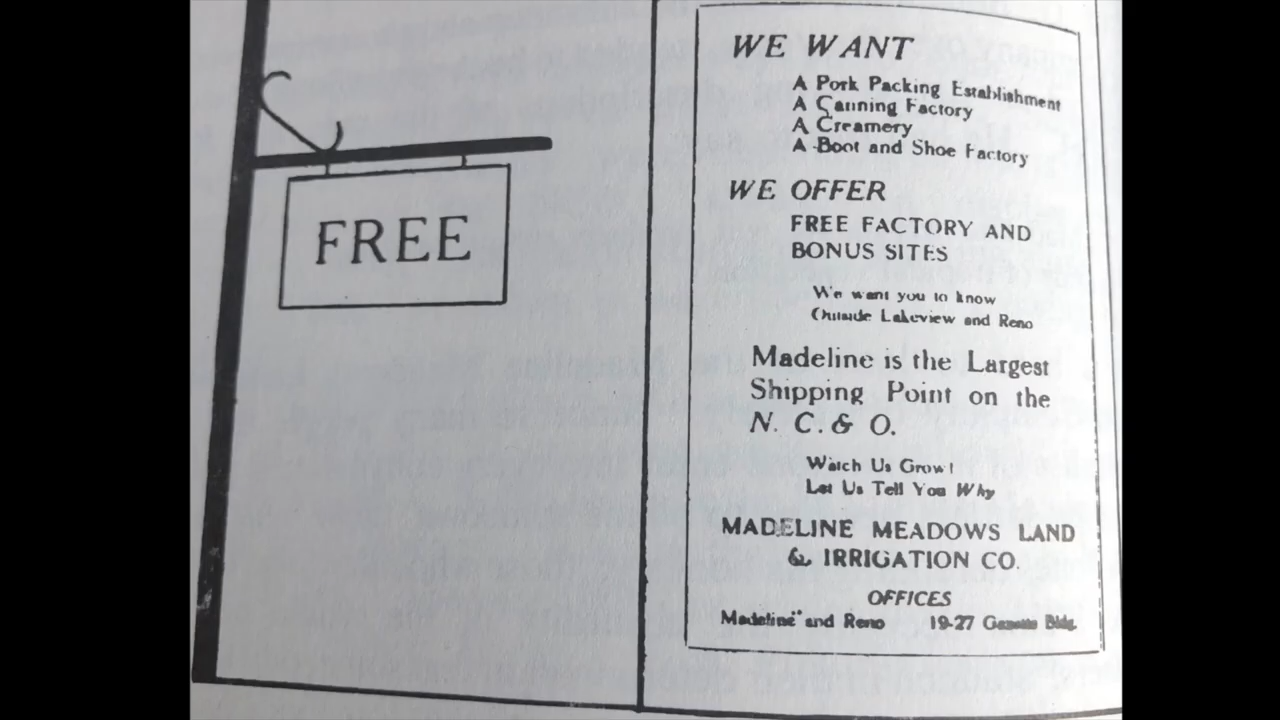 FREE
WE WANT
A Pork Packing Establishment
A Canning Factory
A Creamery
A Boot and Shoe Factory
WE OFFER
FREE FACTORY AND
BONUS SITES
We want you to know
Outside Lakeview and Reno
Madeline is the Largest
Shipping Point on the
N. C. & O.
Watch Us Grow!
Let Us Tell You Why
MADELINE MEADOWS LAND
& IRRIGATION CO.
OFFICES
Madeline and Reno 19-27 Gazette Bldg.